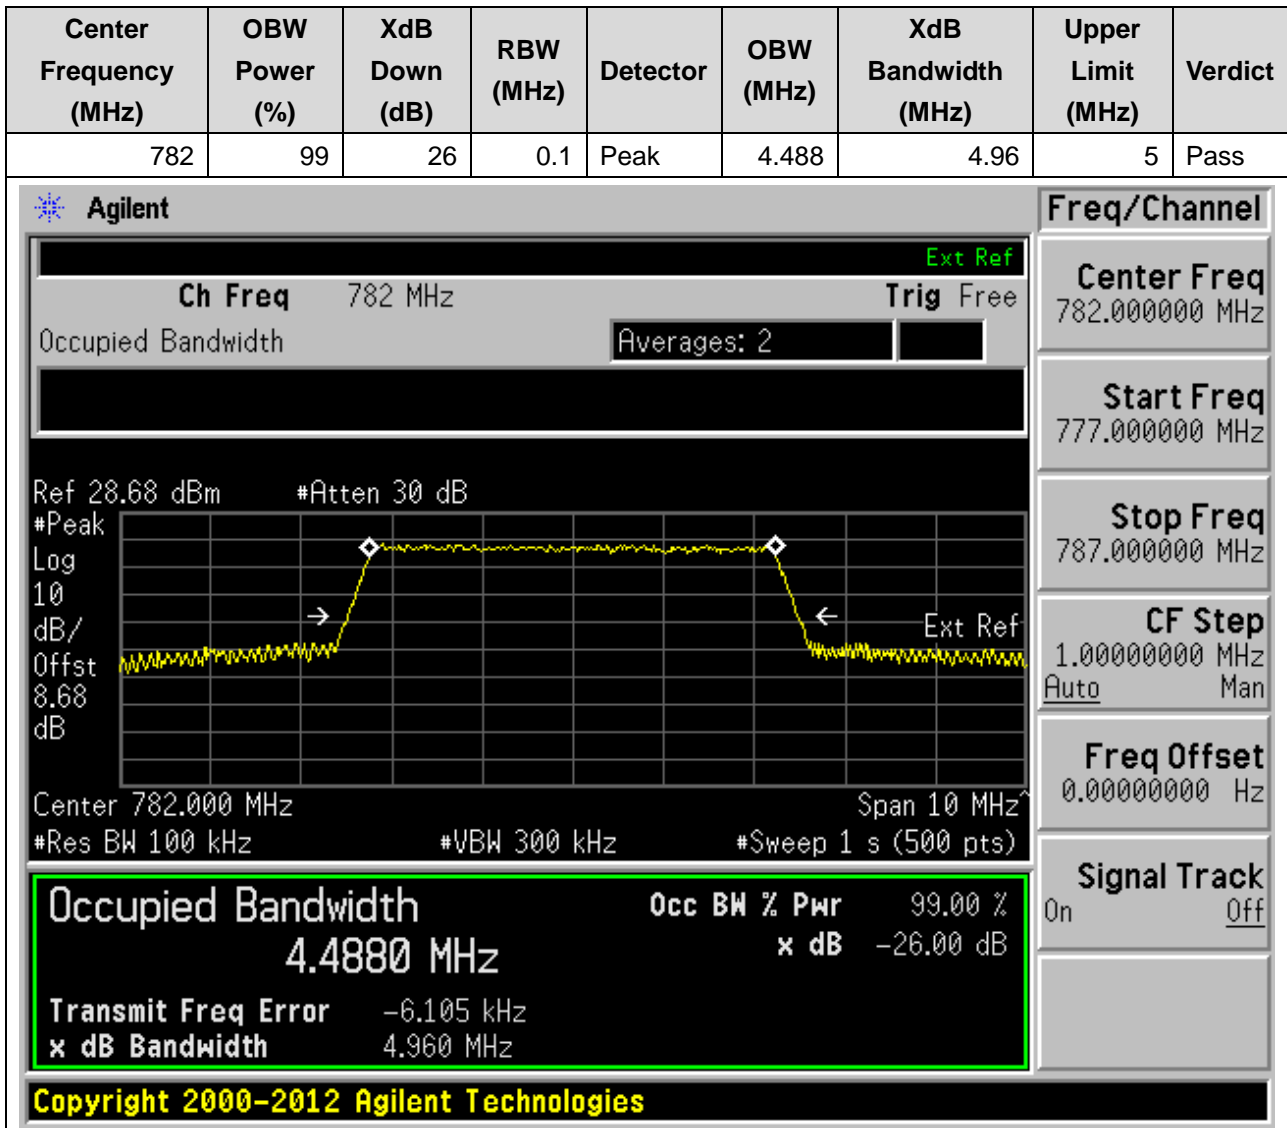 Center Frequency (MHz) OBW Power (%) XdB Down (dB) RBW (MHz) Detector OBW (MHz) XdB Bandwidth (MHz) Upper Limit (MHz) Verdict
782 99 26 0.1 Peak 4.488 4.96 5 Pass
Agilent
Freq/Channel
Ext Ref
Ch Freq 782 MHz Trig Free
Occupied Bandwidth Averages: 2
Center Freq
782.000000 MHz
Start Freq
777.000000 MHz
Stop Freq
787.000000 MHz
CF Step
1.00000000 MHz
Auto Man
Freq Offset
0.00000000 Hz
Signal Track
On Off
Ref 28.68 dBm #Atten 30 dB
#Peak
Log
10
dB/
Offst
8.68
dB
Ext Ref
Center 782.000 MHz Span 10 MHz^
#Res BW 100 kHz #VBW 300 kHz #Sweep 1 s (500 pts)
Occupied Bandwidth
4.4880 MHz
Occ BW % Pwr 99.00 %
x dB -26.00 dB
Transmit Freq Error -6.105 kHz
x dB Bandwidth 4.960 MHz
Copyright 2000-2012 Agilent Technologies